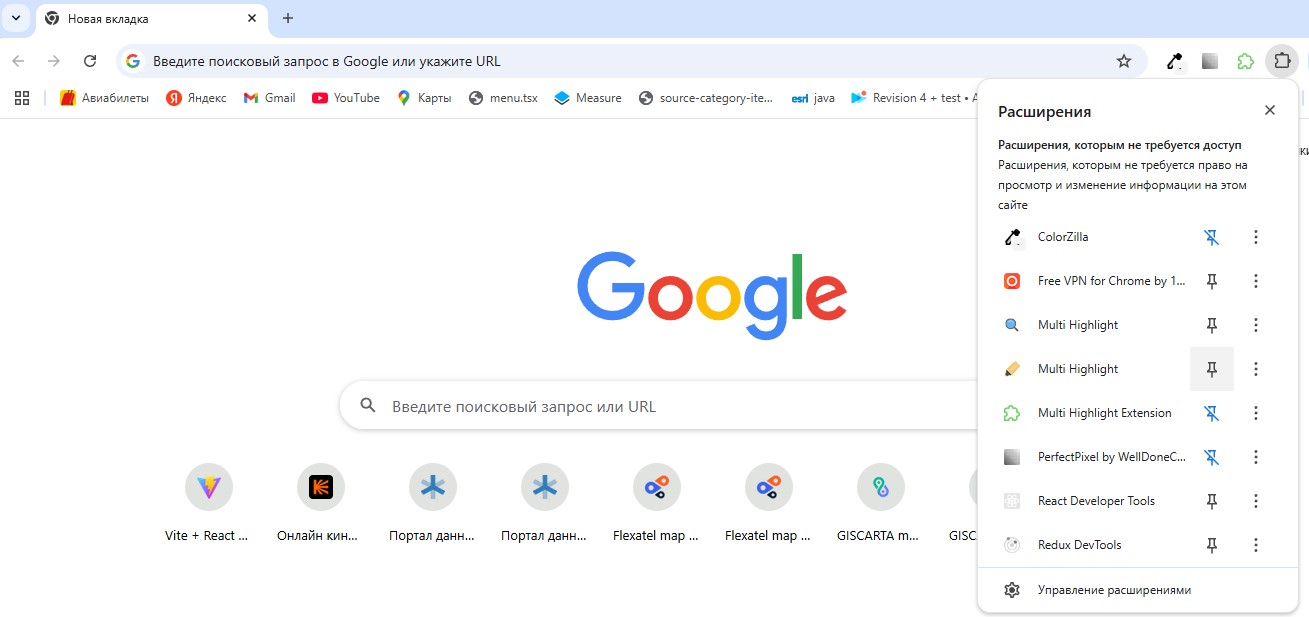 Новая вкладка
Введите поисковый запрос в Google или укажите URL
Авиабилеты
Яндекс
Gmail
YouTube
Карты
menu.tsx
Measure
source-category-ite...
esri java
Revision 4 + test •
Расширения
Расширения, которым не требуется доступ
Расширения, которым не требуется право на
просмотр и изменение информации на этом
сайте
ColorZilla
Free VPN for Chrome by 1...
Multi Highlight
Multi Highlight
Multi Highlight Extension
PerfectPixel by WellDoneC...
React Developer Tools
Redux DevTools
Управление расширениями
Google
Введите поисковый запрос или URL
Vite + React ...
Онлайн кин...
Портал данн...
Портал данн...
Flexatel map ...
Flexatel map ...
GISCARTA m...
GISC